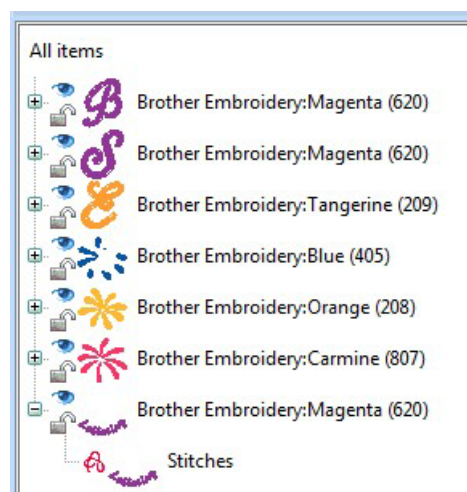 All items
Brother Embroidery:Magenta (620)
Brother Embroidery:Magenta (620)
Brother Embroidery:Tangerine (209)
Brother Embroidery:Blue (405)
Brother Embroidery:Orange (208)
Brother Embroidery:Carmine (807)
Brother Embroidery:Magenta (620)
Stitches